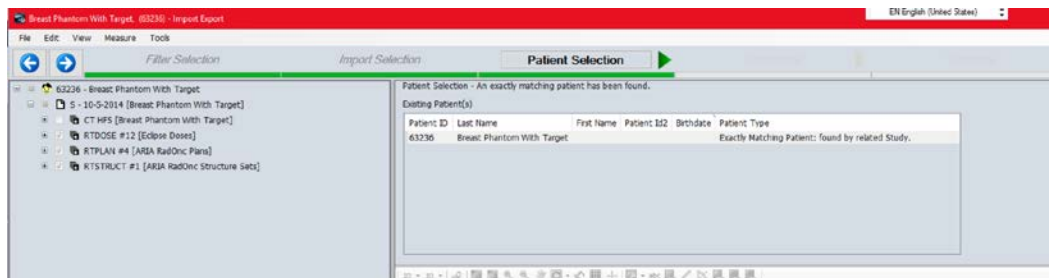 Breast Phantom With Target, (63236) - Import Export
EN English (United States)
File Edit View Measure Tools
Filter Selection Import Selection Patient Selection
63236 - Breast Phantom With Target
5 - 10-5-2014 [Breast Phantom With Target]
CT HFS [Breast Phantom With Target]
RTDOSE #12 [Eclipse Doses]
RTPLAN #4 [ARIA RadOnc Plans]
RTSTRUCT #1 [ARIA RadOnc Structure Sets]
Patient Selection - An exactly matching patient has been found.
Existing Patient(s)
Patient ID Last Name First Name Patient Id2 Birthdate Patient Type
63236 Breast Phantom With Target Exactly Matching Patient: found by related Study.